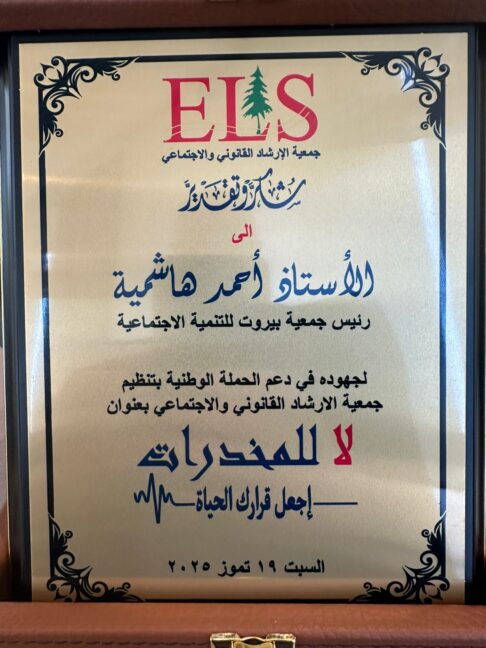 ELS
جمعية الإرشاد القانوني والاجتماعي
شكر وتقدير
الى
الأستاذ أحمد هاشمية
رئيس جمعية بيروت للتنمية الاجتماعية
لجهوده في دعم الحملة الوطنية بتنظيم
جمعية الارشاد القانوني والاجتماعي بعنوان
لا للمخدرات
إجعل قرارك الحياة
السبت ١٩ تموز ٢٠٢٥